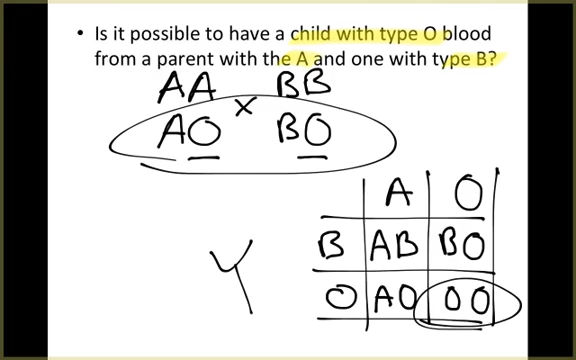 • Is it possible to have a child with type O blood
from a parent with the A and one with type B?
AA BB
×
AO BO
A O
B AB BO
Y
O AO OO